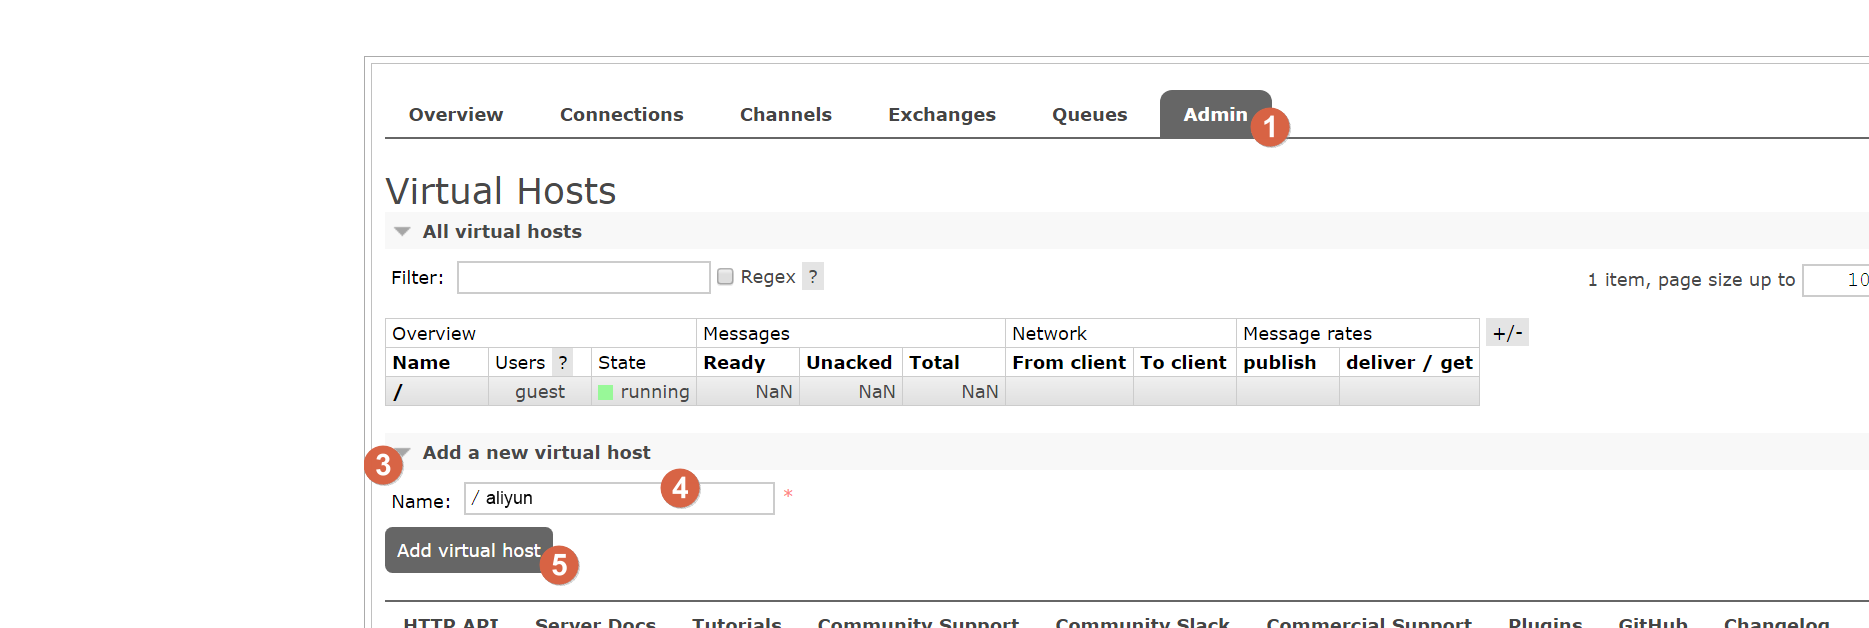 Overview Connections Channels Exchanges Queues Admin 1
Virtual Hosts
All virtual hosts
Filter: Regex ? 1 item, page size up to 10
Overview Messages Network Message rates +/-
Name Users ? State Ready Unacked Total From client To client publish deliver / get
/ guest running NaN NaN NaN
3 Add a new virtual host
Name: / aliyun 4 *
Add virtual host 5
HTTP API Server Docs Tutorials Community Support Community Slack Commercial Support Plugins GitHub Changelog